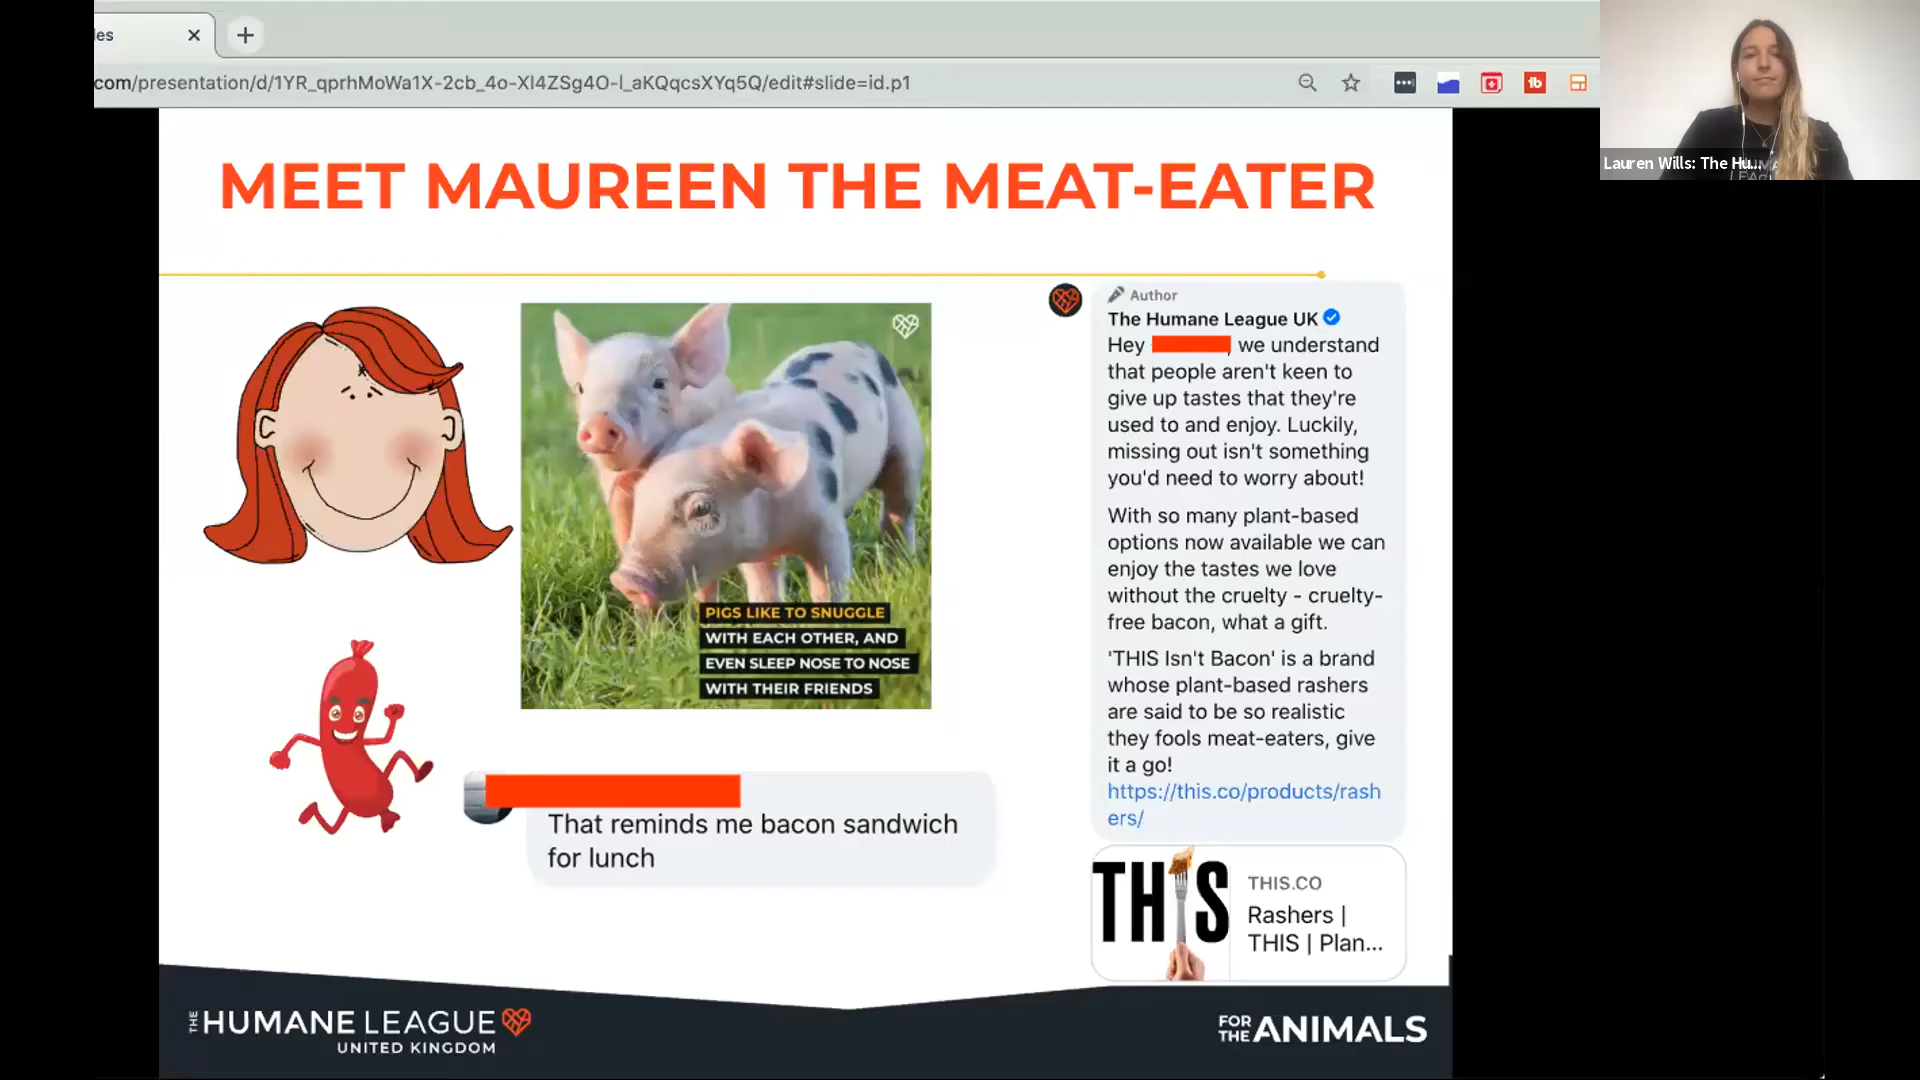 les
com/presentation/d/1YR_qprhMoWa1X-2cb_4o-Xl4ZSg4O-l_aKQqcsXYq5Q/edit#slide=id.p1
Lauren Wills: The Hu...
MEET MAUREEN THE MEAT-EATER
PIGS LIKE TO SNUGGLE
WITH EACH OTHER, AND
EVEN SLEEP NOSE TO NOSE
WITH THEIR FRIENDS
That reminds me bacon sandwich
for lunch
Author
The Humane League UK
Hey , we understand
that people aren't keen to
give up tastes that they're
used to and enjoy. Luckily,
missing out isn't something
you'd need to worry about!
With so many plant-based
options now available we can
enjoy the tastes we love
without the cruelty - cruelty-
free bacon, what a gift.
'THIS Isn't Bacon' is a brand
whose plant-based rashers
are said to be so realistic
they fools meat-eaters, give
it a go!
https://this.co/products/rash
ers/
THIS
THIS.CO
Rashers |
THIS | Plan...
THE HUMANE LEAGUE
UNITED KINGDOM
FOR THE ANIMALS